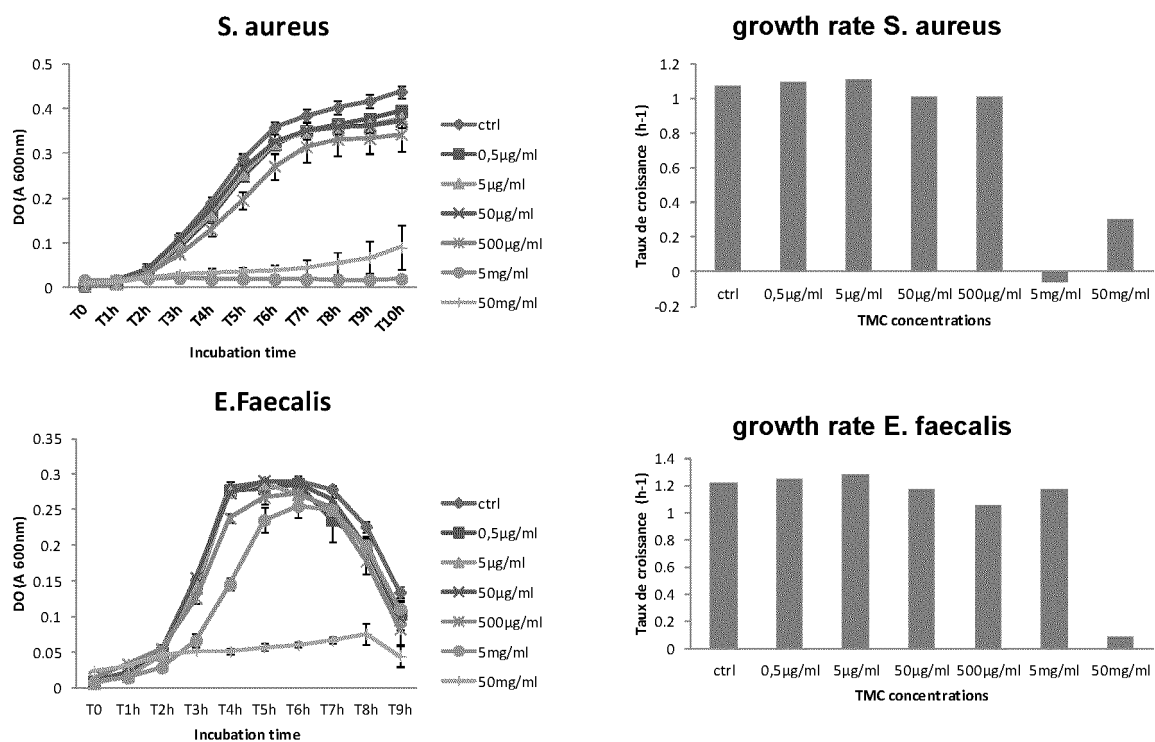 S. aureus
DO (A 600nm)
0.5
0.4
0.3
0.2
0.1
0
T0 T1h T2h T3h T4h T5h T6h T7h T8h T9h T10h
Incubation time
ctrl
0,5µg/ml
5µg/ml
50µg/ml
500µg/ml
5mg/ml
50mg/ml
growth rate S. aureus
Taux de croissance (h-1)
1.2
1
0.8
0.6
0.4
0.2
0
-0.2
ctrl 0,5µg/ml 5µg/ml 50µg/ml 500µg/ml 5mg/ml 50mg/ml
TMC concentrations
E.Faecalis
DO (A 600nm)
0.35
0.3
0.25
0.2
0.15
0.1
0.05
0
T0 T1h T2h T3h T4h T5h T6h T7h T8h T9h
Incubation time
ctrl
0,5µg/ml
5µg/ml
50µg/ml
500µg/ml
5mg/ml
50mg/ml
growth rate E. faecalis
Taux de croissance (h-1)
1.4
1.2
1
0.8
0.6
0.4
0.2
0
ctrl 0,5µg/ml 5µg/ml 50µg/ml 500µg/ml 5mg/ml 50mg/ml
TMC concentrations